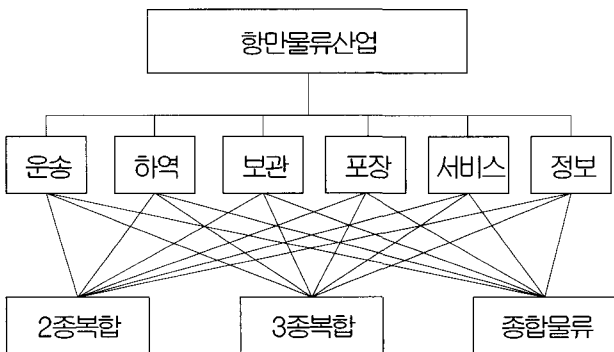 항만물류산업
운송
하역
보관
포장
서비스
정보
2종복합
3종복합
종합물류